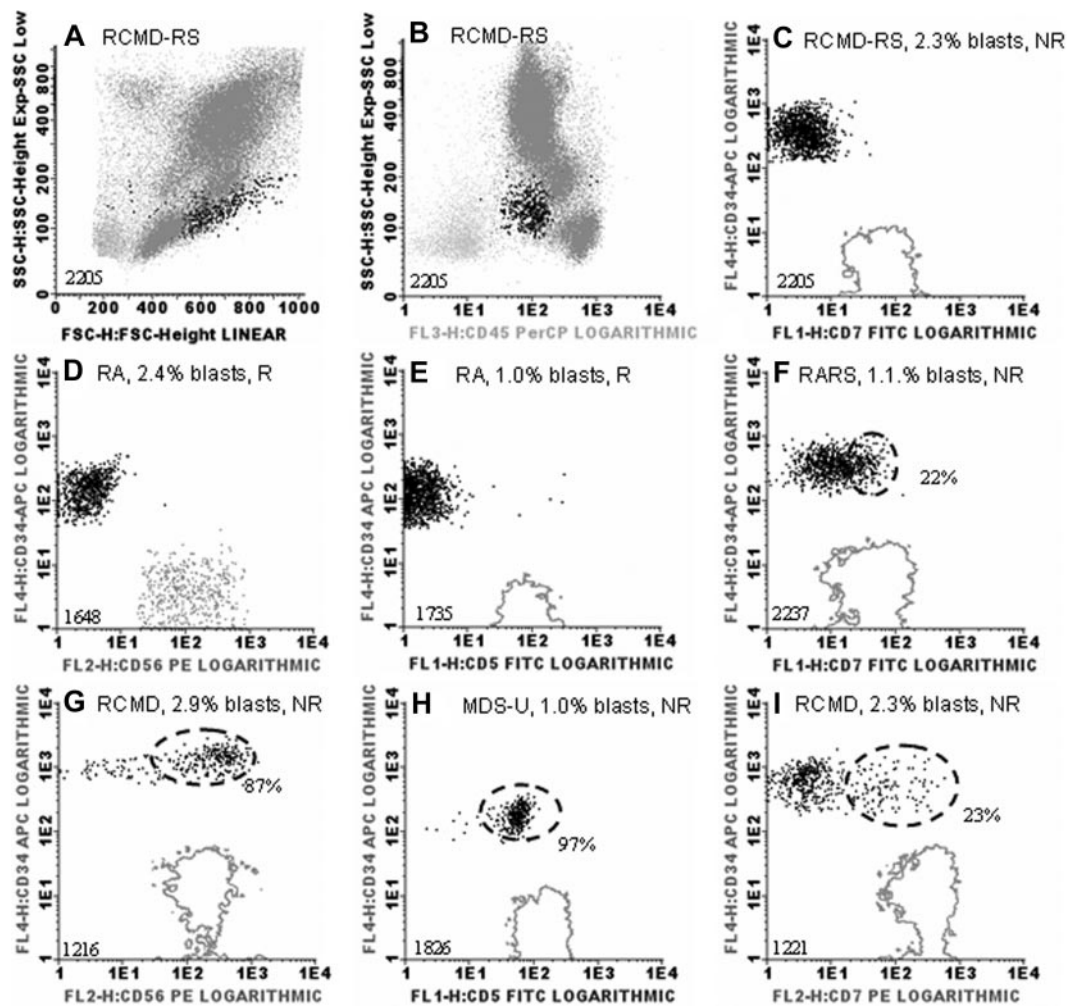 A RCMD-RS
SSC-H:SSC-Height Exp-SSC Low
800
400
200
100
0
2205
0 200 400 600 800 1000
FSC-H:FSC-Height LINEAR
B RCMD-RS
SSC-H:SSC-Height Exp-SSC Low
800
400
200
100
0
2205
1E1 1E2 1E3 1E4
FL3-H:CD45 PerCP LOGARITHMIC
C RCMD-RS, 2.3% blasts, NR
FL4-H:CD34-APC LOGARITHMIC
1E4
1E3
1E2
1E1
1
2205
1 1E1 1E2 1E3 1E4
FL1-H:CD7 FITC LOGARITHMIC
D RA, 2.4% blasts, R
FL4-H:CD34-APC LOGARITHMIC
1E4
1E3
1E2
1E1
1
1648
1 1E1 1E2 1E3 1E4
FL2-H:CD56 PE LOGARITHMIC
E RA, 1.0% blasts, R
FL4-H:CD34 APC LOGARITHMIC
1E4
1E3
1E2
1E1
1
1735
1 1E1 1E2 1E3 1E4
FL1-H:CD5 FITC LOGARITHMIC
F RARS, 1.1.% blasts, NR
FL4-H:CD34-APC LOGARITHMIC
1E4
1E3
1E2
1E1
1
22%
2237
1 1E1 1E2 1E3 1E4
FL1-H:CD7 FITC LOGARITHMIC
G RCMD, 2.9% blasts, NR
FL4-H:CD34 APC LOGARITHMIC
1E4
1E3
1E2
1E1
1
87%
1216
1 1E1 1E2 1E3 1E4
FL2-H:CD56 PE LOGARITHMIC
H MDS-U, 1.0% blasts, NR
FL4-H:CD34 APC LOGARITHMIC
1E4
1E3
1E2
1E1
1
97%
1826
1 1E1 1E2 1E3 1E4
FL1-H:CD5 FITC LOGARITHMIC
I RCMD, 2.3% blasts, NR
FL4-H:CD34 APC LOGARITHMIC
1E4
1E3
1E2
1E1
1
23%
1221
1 1E1 1E2 1E3 1E4
FL2-H:CD7 PE LOGARITHMIC